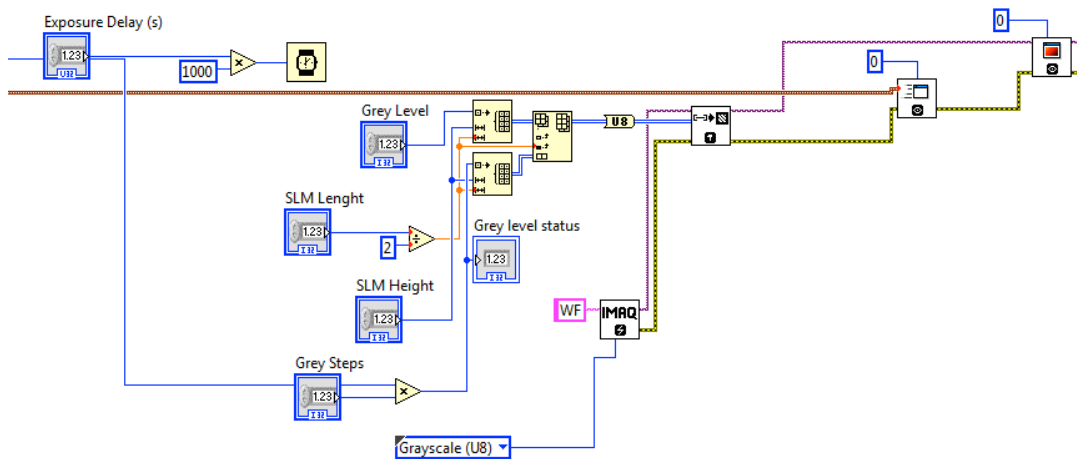 Exposure Delay (s)
1.23
U32
1000
0
0
Grey Level
1.23
I32
U8
SLM Lenght
1.23
I32
2
Grey level status
1.23
I32
SLM Height
1.23
I32
WF
IMAQ
Grey Steps
1.23
I32
Grayscale (U8)